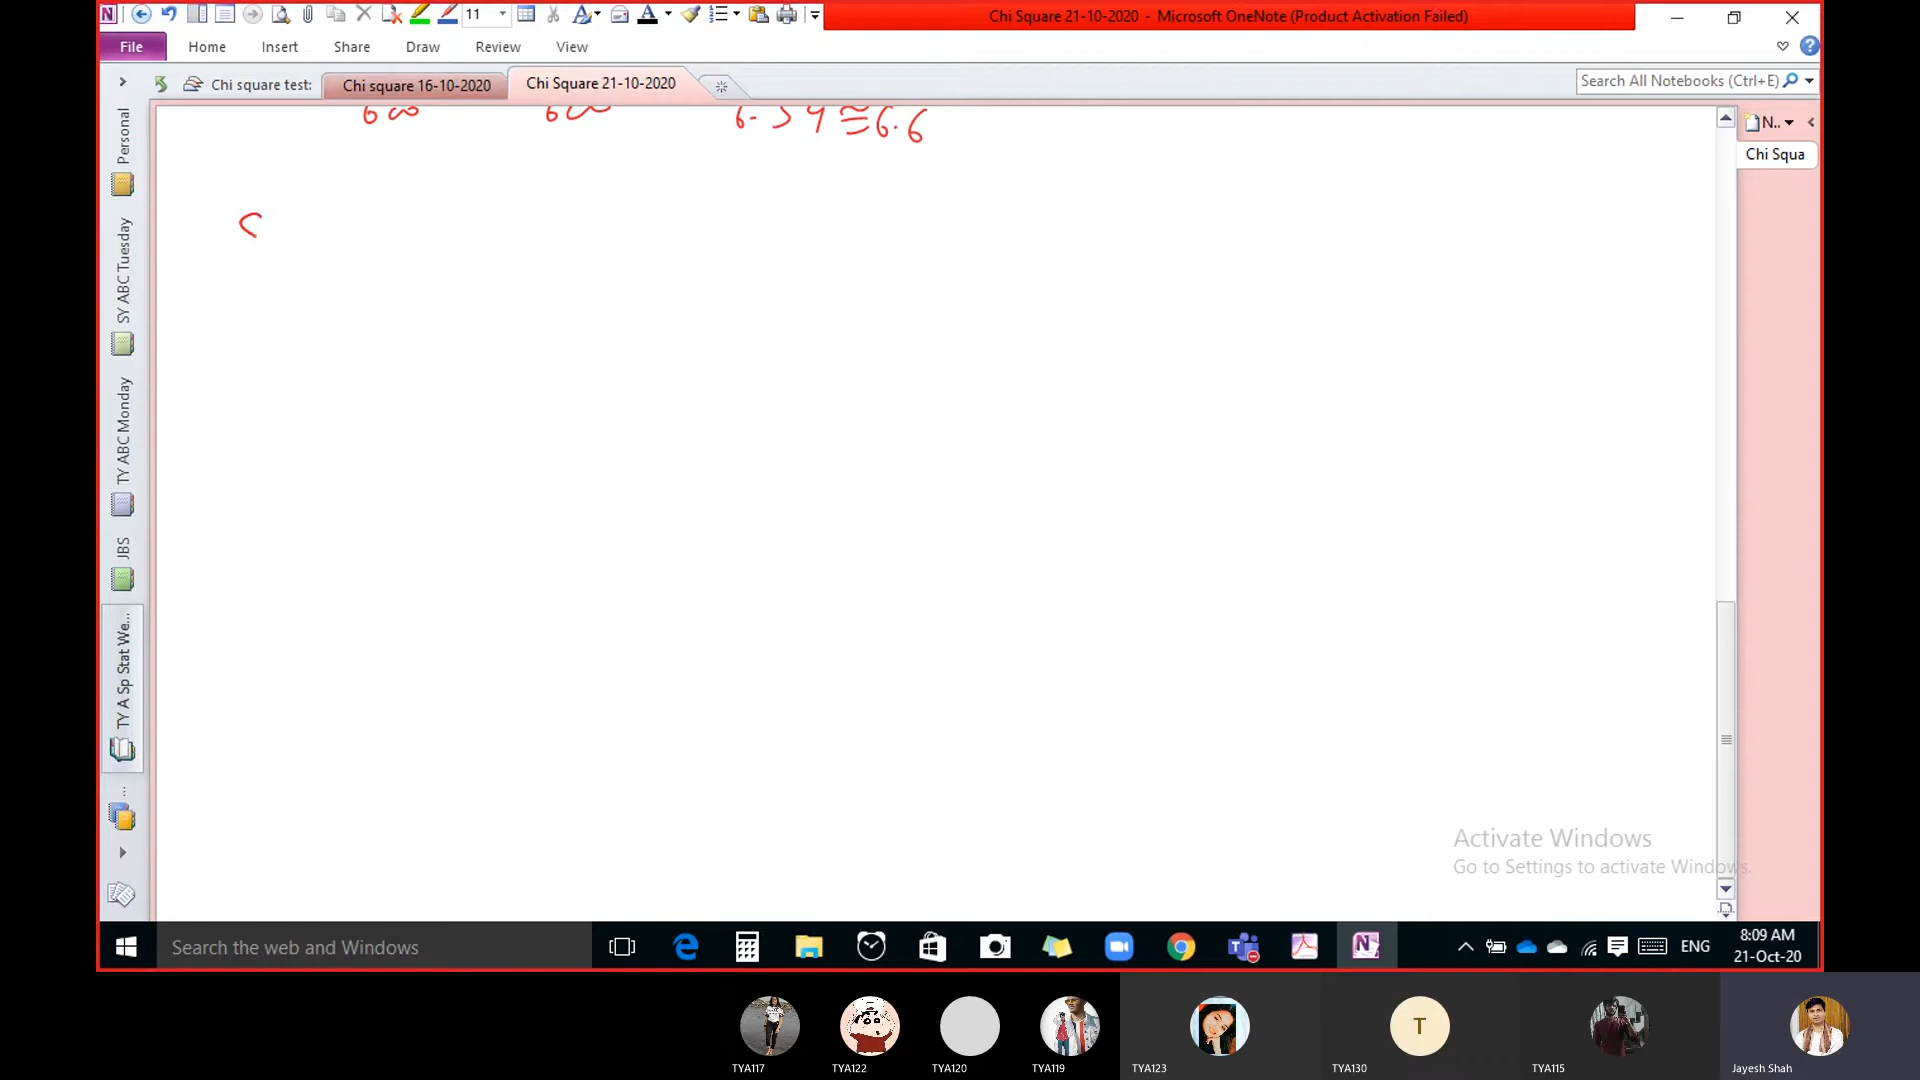 11
Chi Square 21-10-2020 - Microsoft OneNote (Product Activation Failed)
File Home Insert Share Draw Review View
Chi square test: Chi square 16-10-2020 Chi Square 21-10-2020
Search All Notebooks (Ctrl+E)
N..
Chi Squa
Personal
SY ABC Tuesday
TY ABC Monday
JBS
TY A Sp Stat We...
600 600 6.59 ≅ 6.6
Activate Windows
Go to Settings to activate Windows.
Search the web and Windows
ENG
8:09 AM
21-Oct-20
T
TYA117 TYA122 TYA120 TYA119 TYA123 TYA130 TYA115 Jayesh Shah